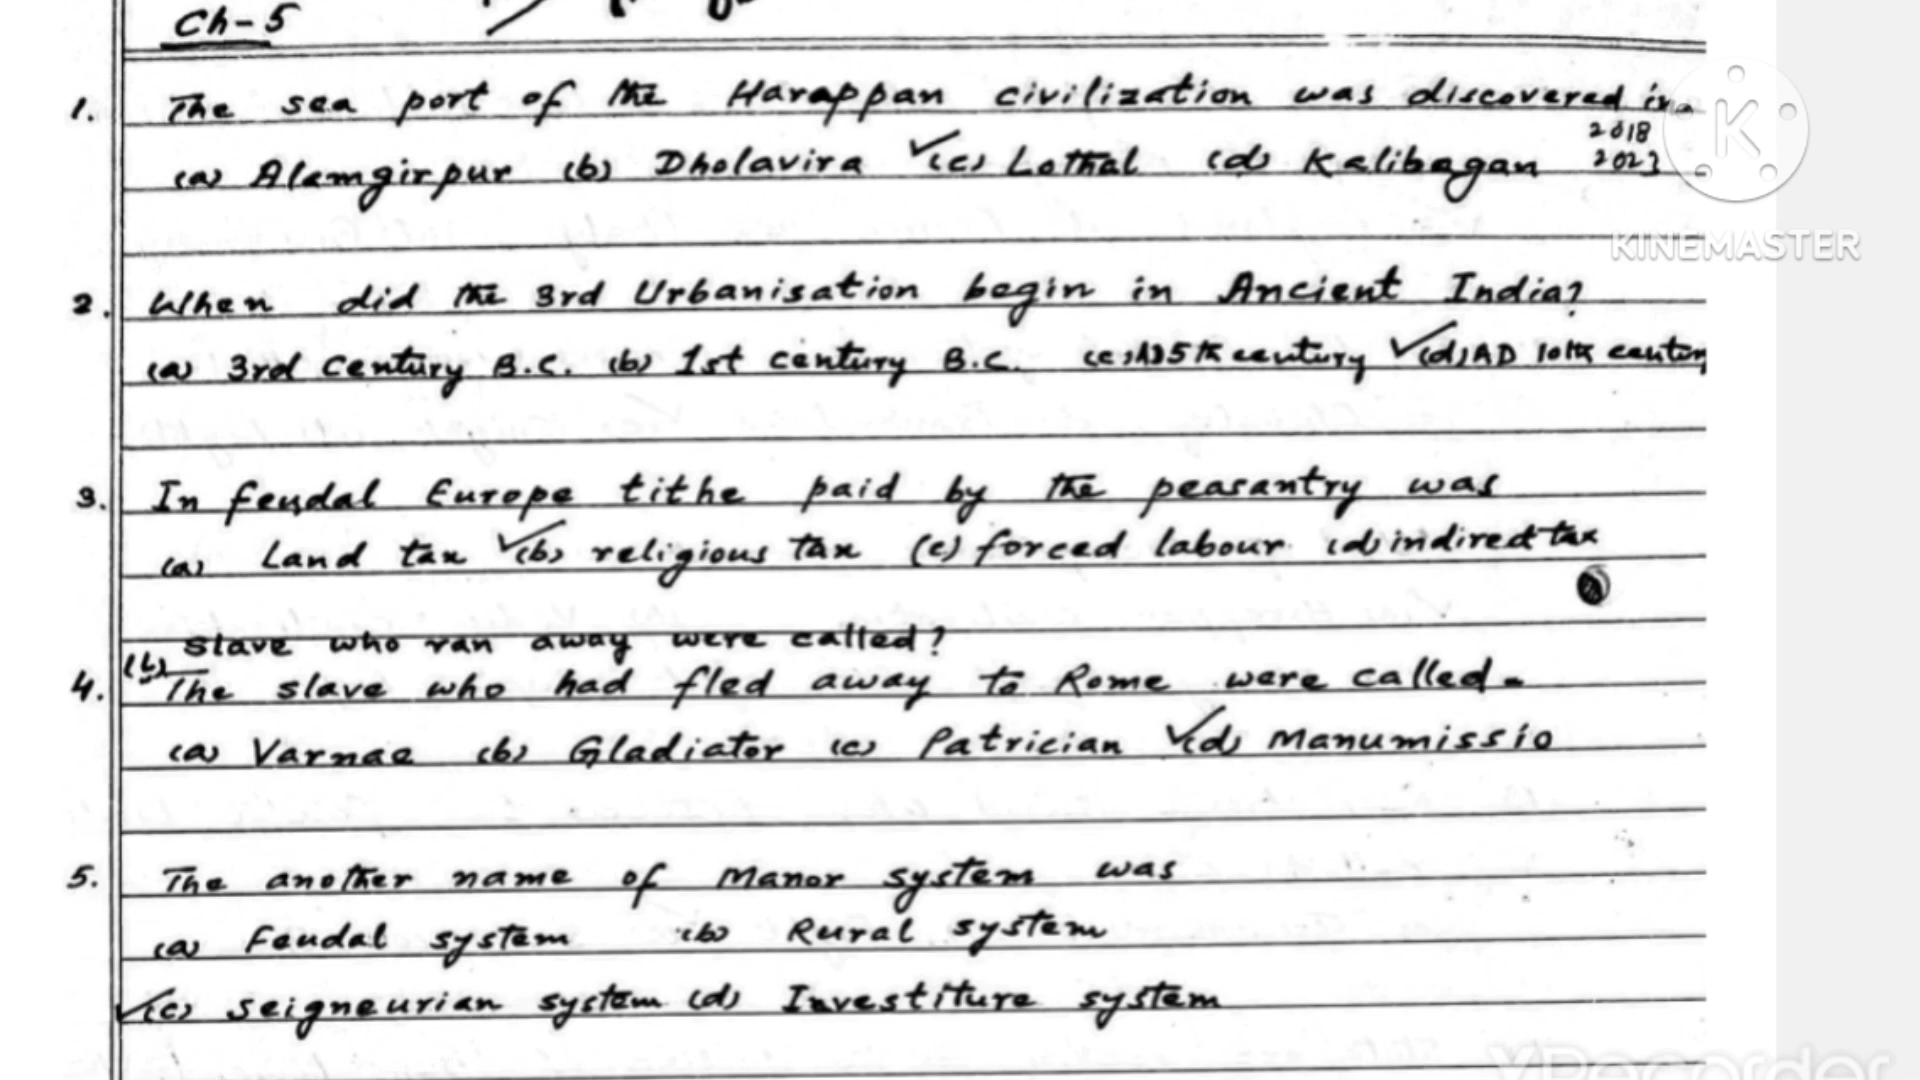 Ch-5
1. The sea port of the Harappan civilization was discovered in
2018
(a) Alamgirpur (b) Dholavira ✓(c) Lothal (d) Kalibagan 2023
KINEMASTER
2. When did the 3rd Urbanisation begin in Ancient India?
(a) 3rd Century B.C. (b) 1st century B.C. (c) AD 5th century ✓(d) AD 10th century
3. In feudal Europe tithe paid by the peasantry was
(a) Land tax ✓(b) religious tax (c) forced labour (d) indirect tax
slave who ran away were called?
4. (b) The slave who had fled away to Rome were called-
(a) Varnae (b) Gladiator (c) Patrician ✓(d) Manumissio
5. The another name of Manor system was
(a) Feudal system (b) Rural system
✓(c) seigneurian system (d) Investiture system